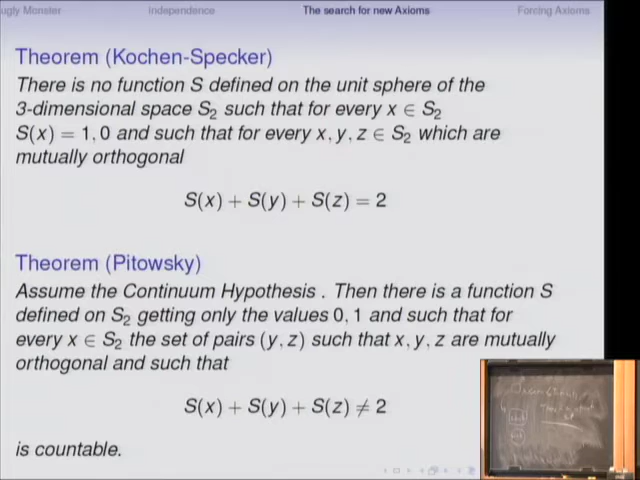 ugly Monster Independence The search for new Axioms Forcing Axioms
Theorem (Kochen-Specker)
There is no function S defined on the unit sphere of the
3-dimensional space S₂ such that for every x ∈ S₂
S(x) = 1, 0 and such that for every x, y, z ∈ S₂ which are
mutually orthogonal
S(x) + S(y) + S(z) = 2
Theorem (Pitowsky)
Assume the Continuum Hypothesis . Then there is a function S
defined on S₂ getting only the values 0, 1 and such that for
every x ∈ S₂ the set of pairs (y, z) such that x, y, z are mutually
orthogonal and such that
S(x) + S(y) + S(z) ≠ 2
is countable.